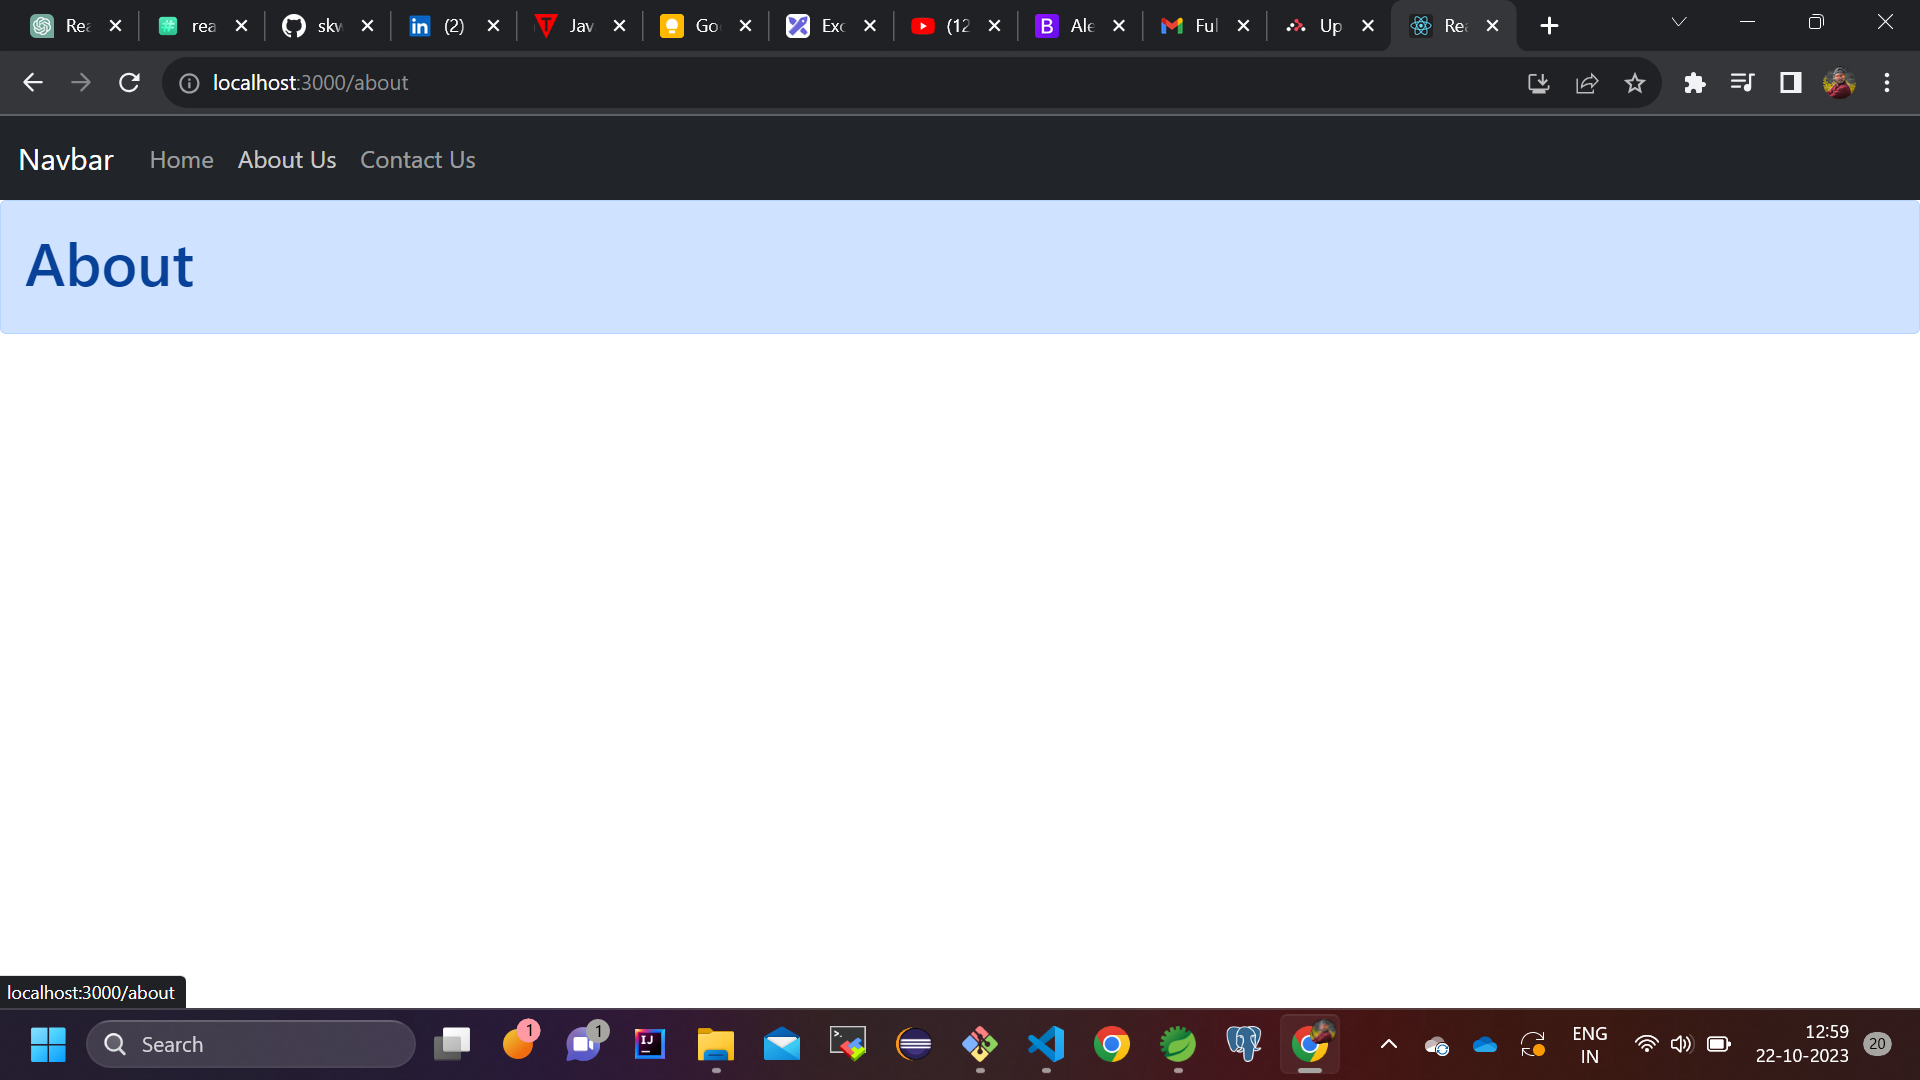 Rea
rea
skw
(2)
Jav
Go
Exc
(12
B
Ale
Ful
Up
Rea
localhost:3000/about
Navbar Home About Us Contact Us
About
localhost:3000/about
Search
1
1
IJ
ENG
IN
12:59
22-10-2023
20